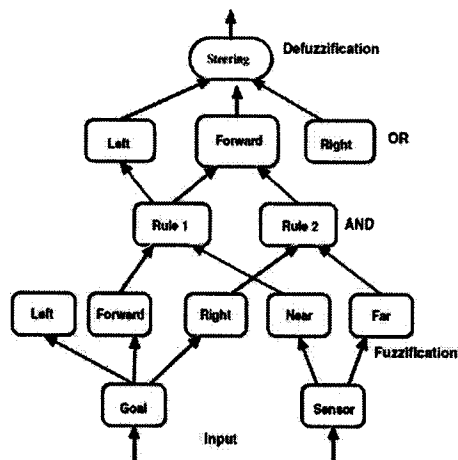 Defuzzification
Steering
Left
Forward
Right
OR
Rule 1
Rule 2
AND
Left
Forward
Right
Near
Far
Fuzzification
Goal
Sensor
Input